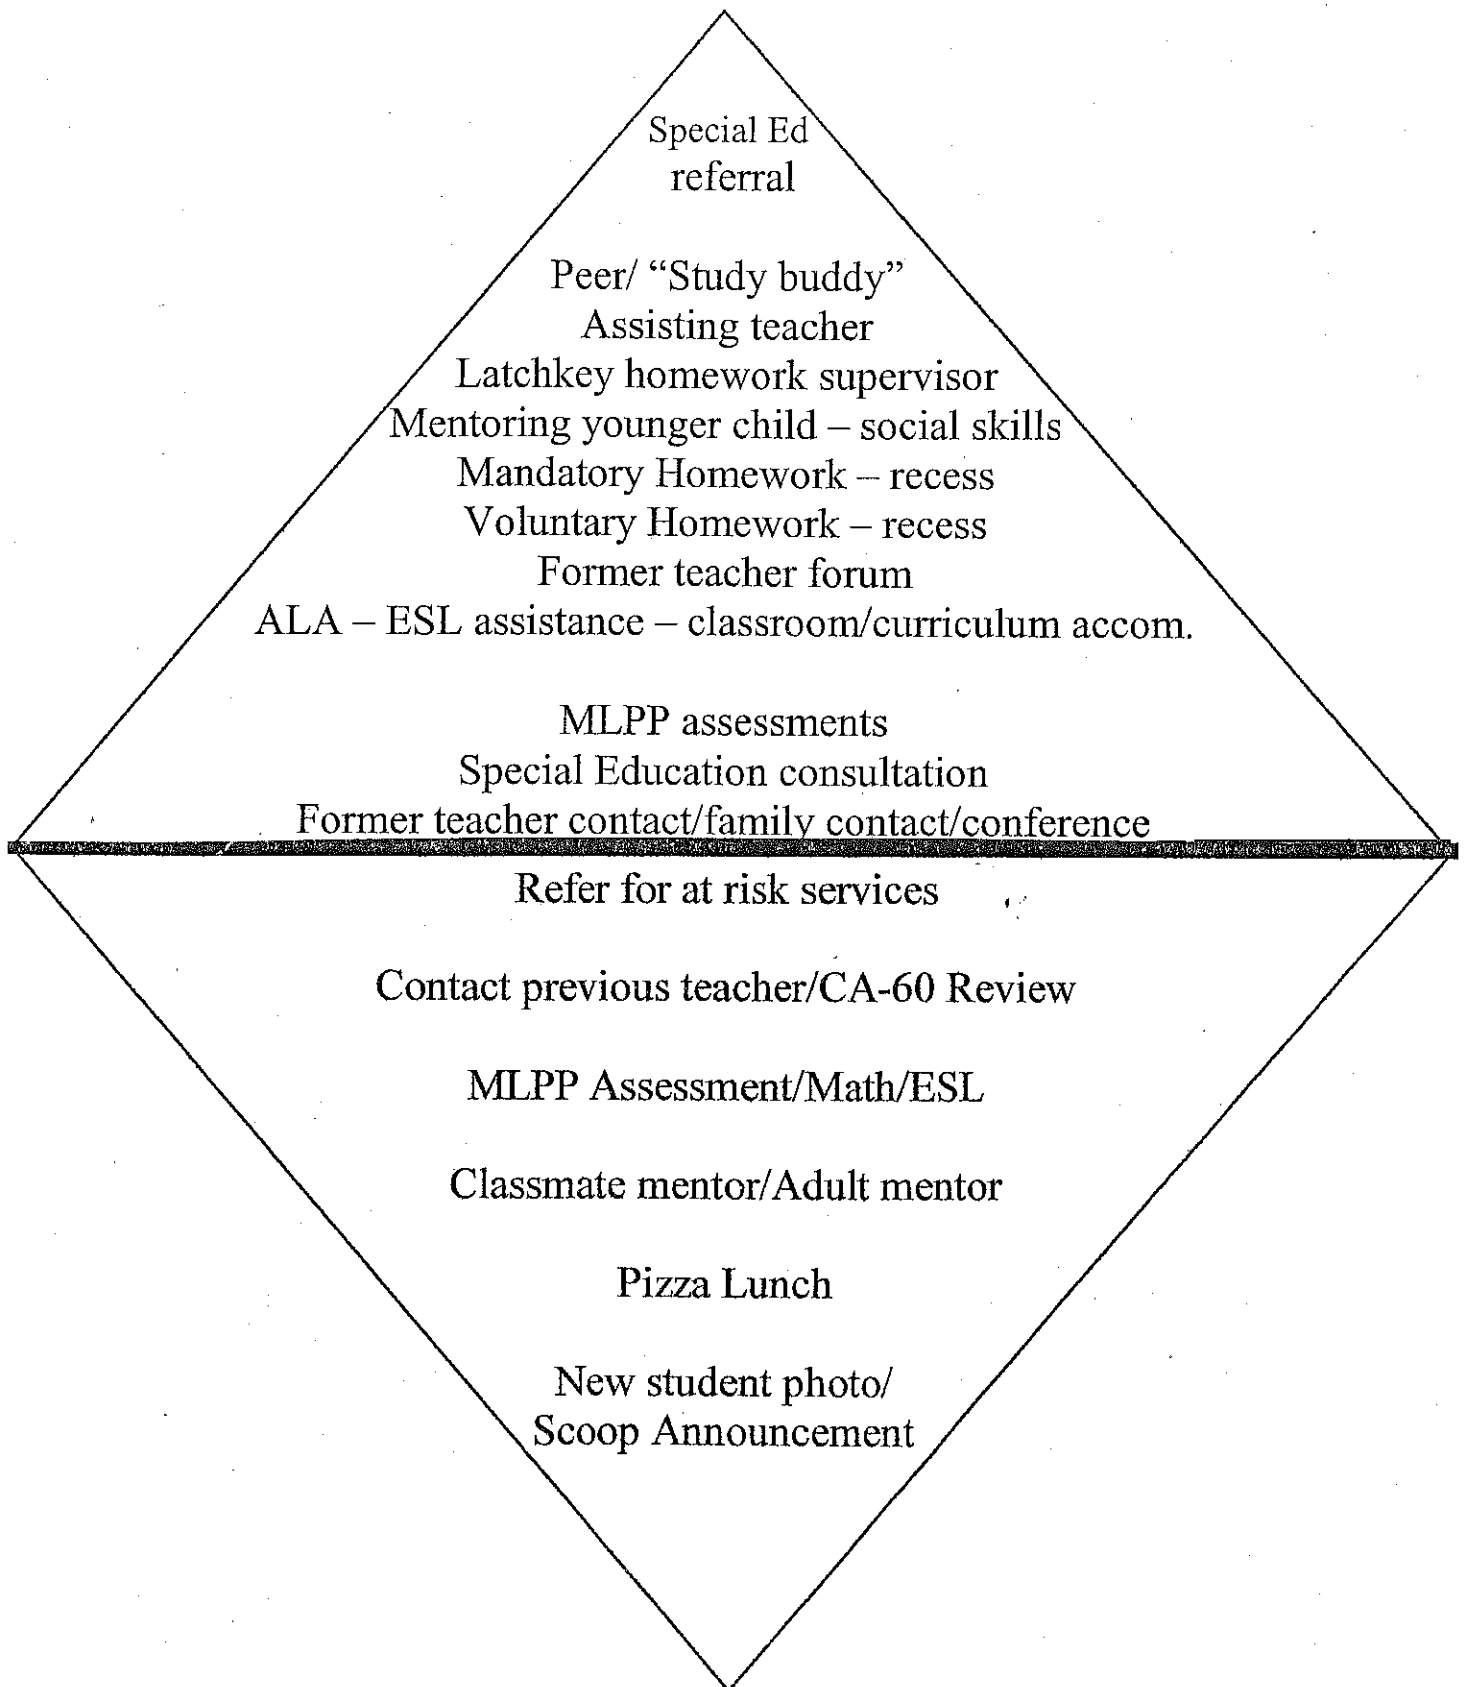 Special Ed
referral
Peer/ “Study buddy”
Assisting teacher
Latchkey homework supervisor
Mentoring younger child – social skills
Mandatory Homework – recess
Voluntary Homework – recess
Former teacher forum
ALA – ESL assistance – classroom/curriculum accom.
MLPP assessments
Special Education consultation
Former teacher contact/family contact/conference
Refer for at risk services
Contact previous teacher/CA-60 Review
MLPP Assessment/Math/ESL
Classmate mentor/Adult mentor
Pizza Lunch
New student photo/
Scoop Announcement